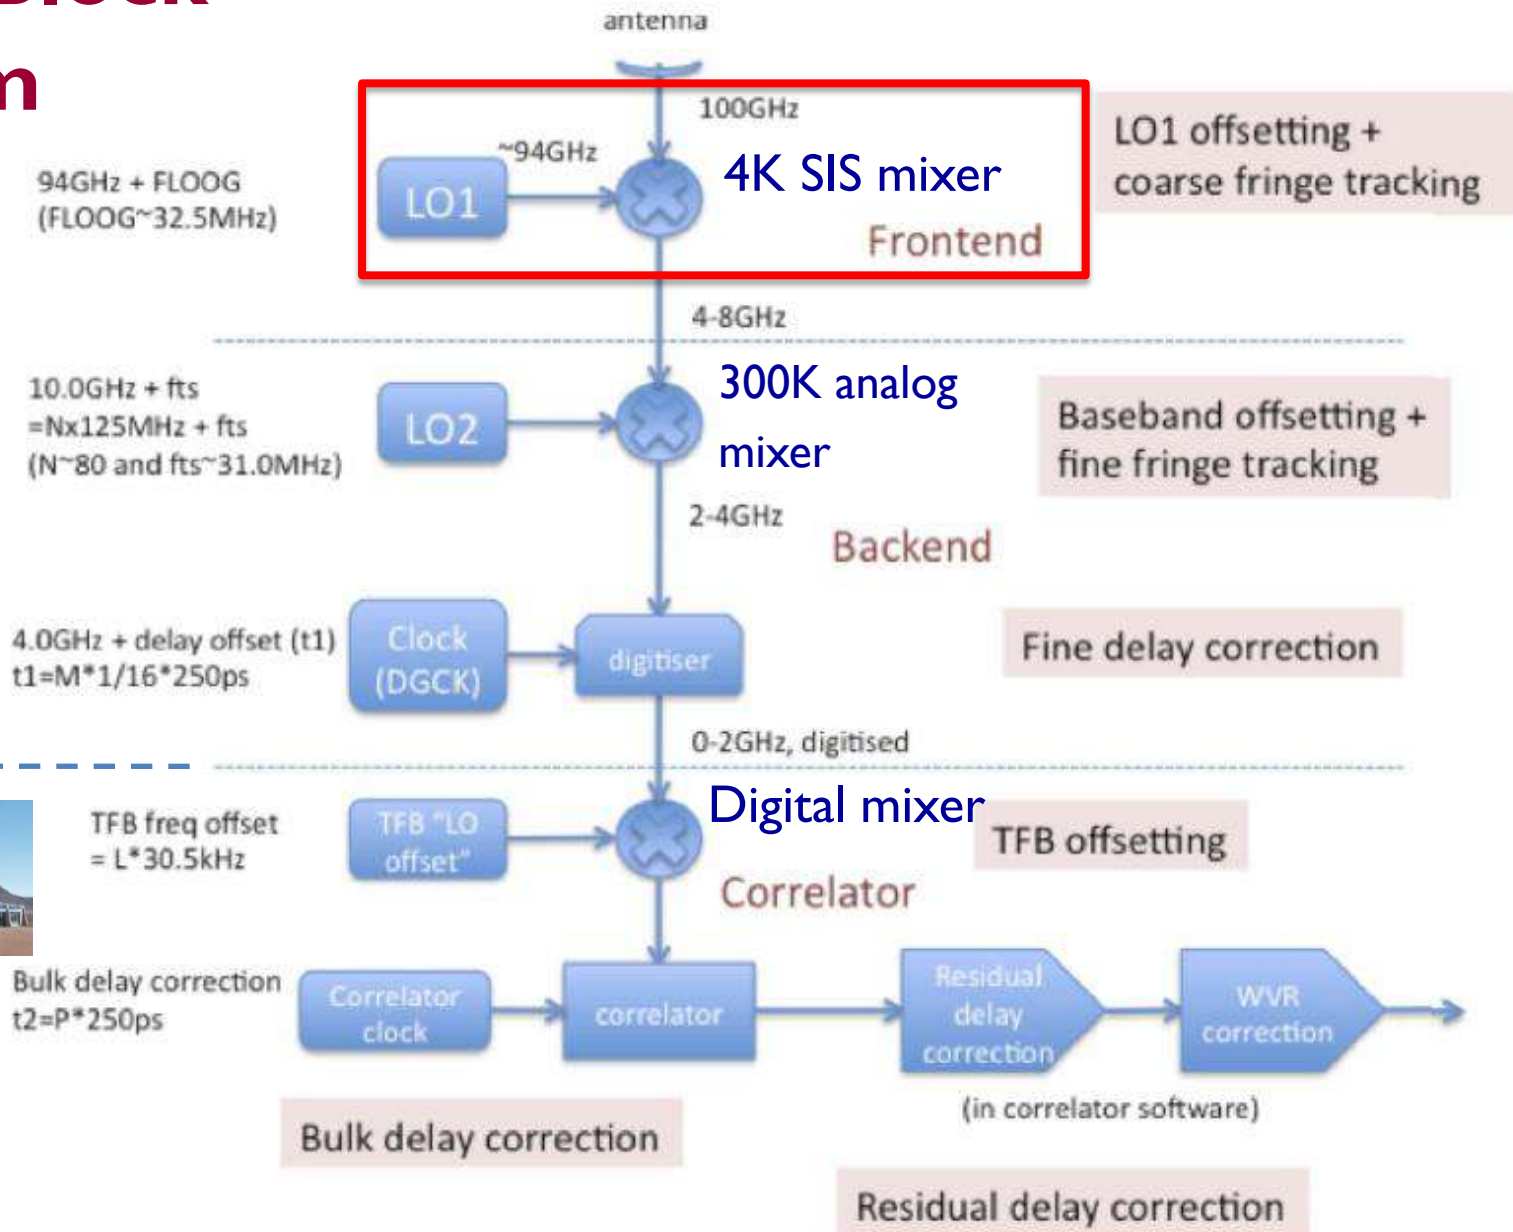 antenna
100GHz
~94GHz
4K SIS mixer
LO1
Frontend
94GHz + FLOOG
(FLOOG~32.5MHz)
LO1 offsetting +
coarse fringe tracking
4-8GHz
10.0GHz + fts
=Nx125MHz + fts
(N~80 and fts~31.0MHz)
LO2
300K analog
mixer
Baseband offsetting +
fine fringe tracking
2-4GHz
Backend
4.0GHz + delay offset (t1)
t1=M*1/16*250ps
Clock
(DGCK)
digitiser
Fine delay correction
0-2GHz, digitised
TFB freq offset
= L*30.5kHz
TFB "LO
offset"
Digital mixer
TFB offsetting
Correlator
Bulk delay correction
t2=P*250ps
Correlator
clock
correlator
Residual
delay
correction
WVR
correction
(in correlator software)
Bulk delay correction
Residual delay correction